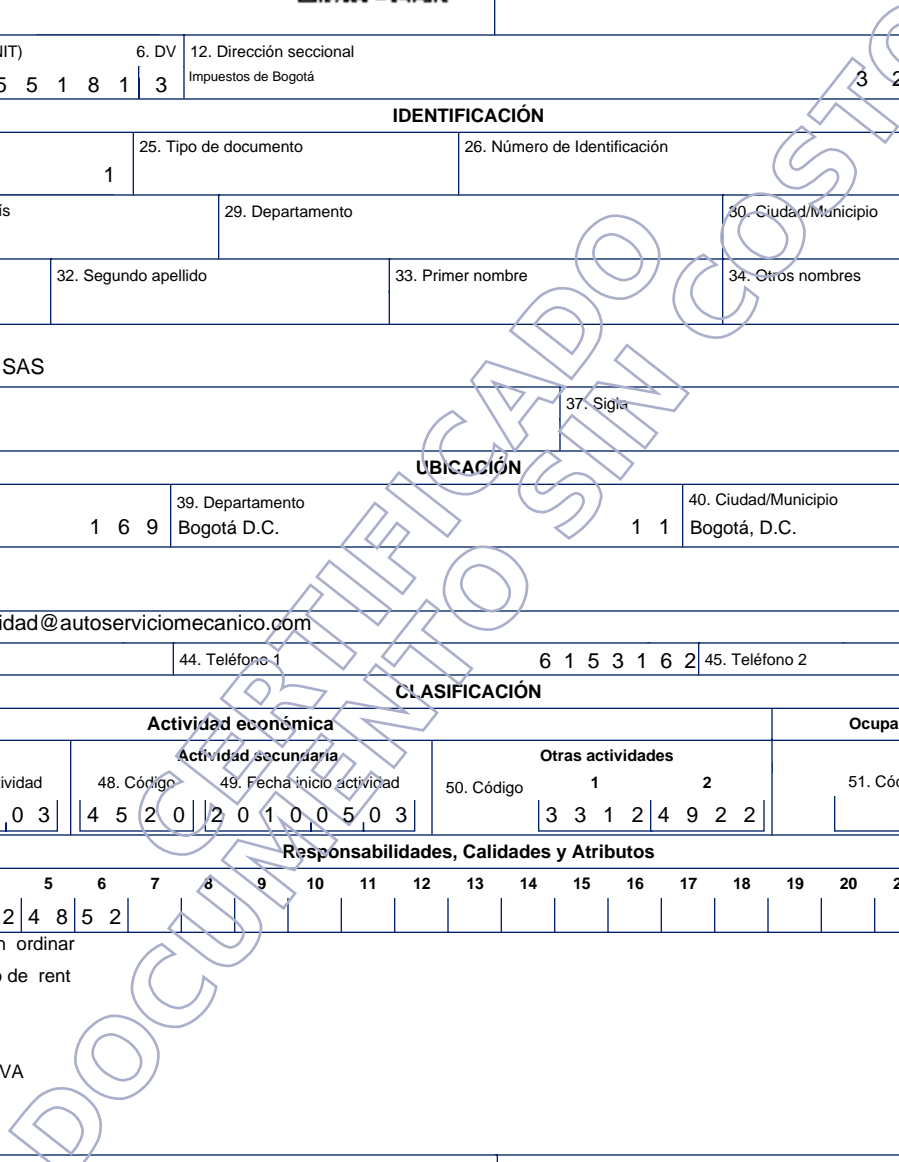 NIT)
6. DV
12. Dirección seccional
5 5 1 8 1 3
Impuestos de Bogotá
3 2
IDENTIFICACIÓN
25. Tipo de documento
26. Número de Identificación
1
29. Departamento
30. Ciudad/Municipio
32. Segundo apellido
33. Primer nombre
34. Otros nombres
SAS
37. Sigla
UBICACIÓN
39. Departamento
40. Ciudad/Municipio
1 6 9
Bogotá D.C.
1 1
Bogotá, D.C.
idad@autoserviciomecanico.com
44. Teléfono 1
6 1 5 3 1 6 2
45. Teléfono 2
CLASIFICACIÓN
Actividad económica
Ocupa
Actividad secundaria
Otras actividades
ividad
48. Código
49. Fecha inicio actividad
50. Código
1
2
51. Cód
0 3
4 5 2 0
2 0 1 0 0 5 0 3
3 3 1 2
4 9 2 2
Responsabilidades, Calidades y Atributos
5 6 7 8 9 10 11 12 13 14 15 16 17 18 19 20 2
2 4 8 5 2
n ordinar
o de rent
VA
CERTIFICADO
DOCUMENTO SIN COSTO